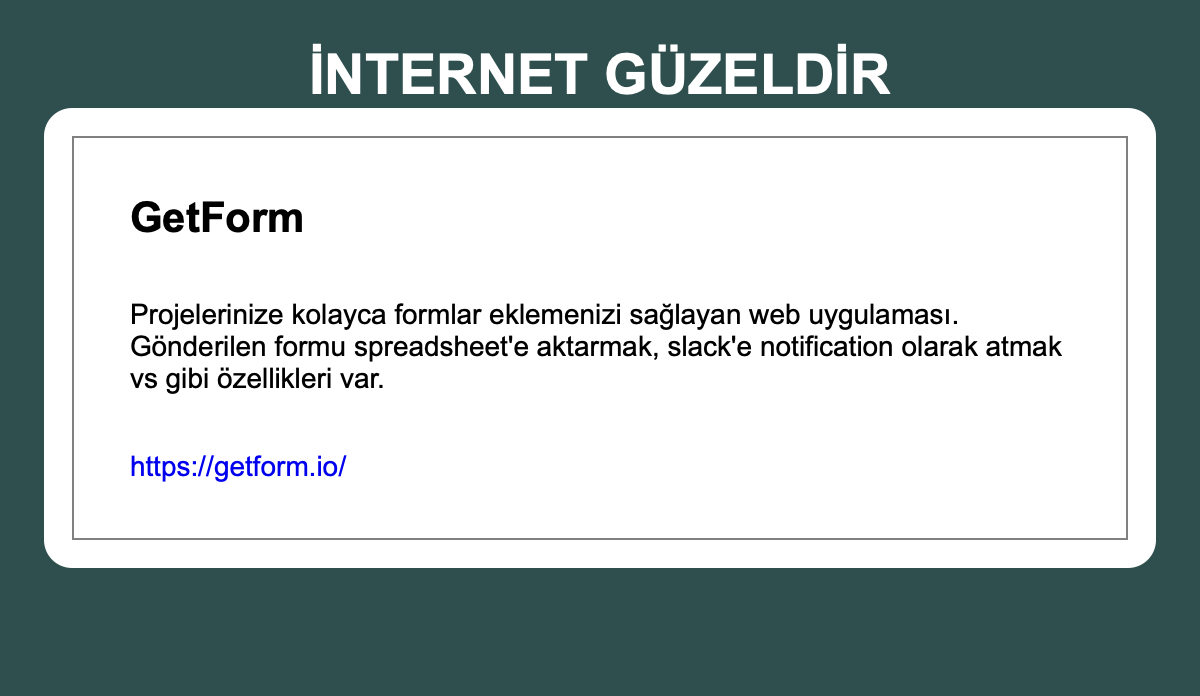 İNTERNET GÜZELDİR
GetForm
Projelerinize kolayca formlar eklemenizi sağlayan web uygulaması.
Gönderilen formu spreadsheet'e aktarmak, slack'e notification olarak atmak
vs gibi özellikleri var.
https://getform.io/